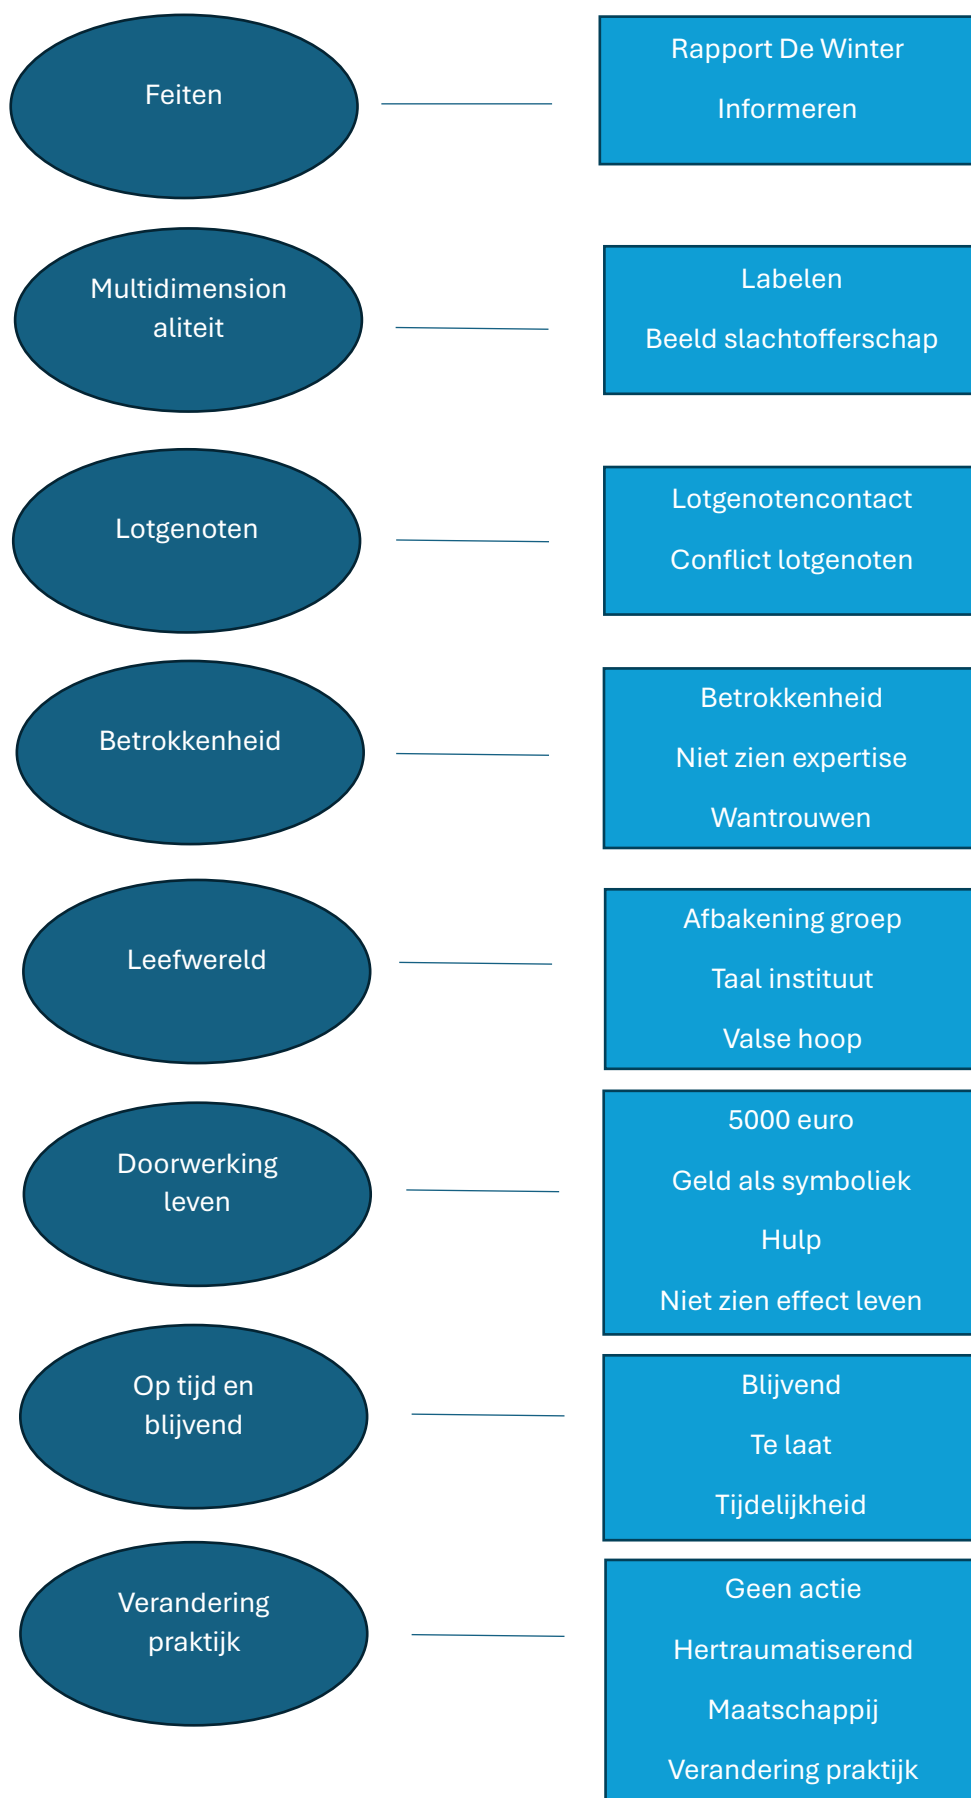 Feiten
Rapport De Winter
Informeren
Multidimension
aliteit
Labelen
Beeld slachtofferschap
Lotgenoten
Lotgenotencontact
Conflict lotgenoten
Betrokkenheid
Betrokkenheid
Niet zien expertise
Wantrouwen
Leefwereld
Afbakening groep
Taal instituut
Valse hoop
Doorwerking
leven
5000 euro
Geld als symboliek
Hulp
Niet zien effect leven
Op tijd en
blijvend
Blijvend
Te laat
Tijdelijkheid
Verandering
praktijk
Geen actie
Hertraumatiserend
Maatschappij
Verandering praktijk